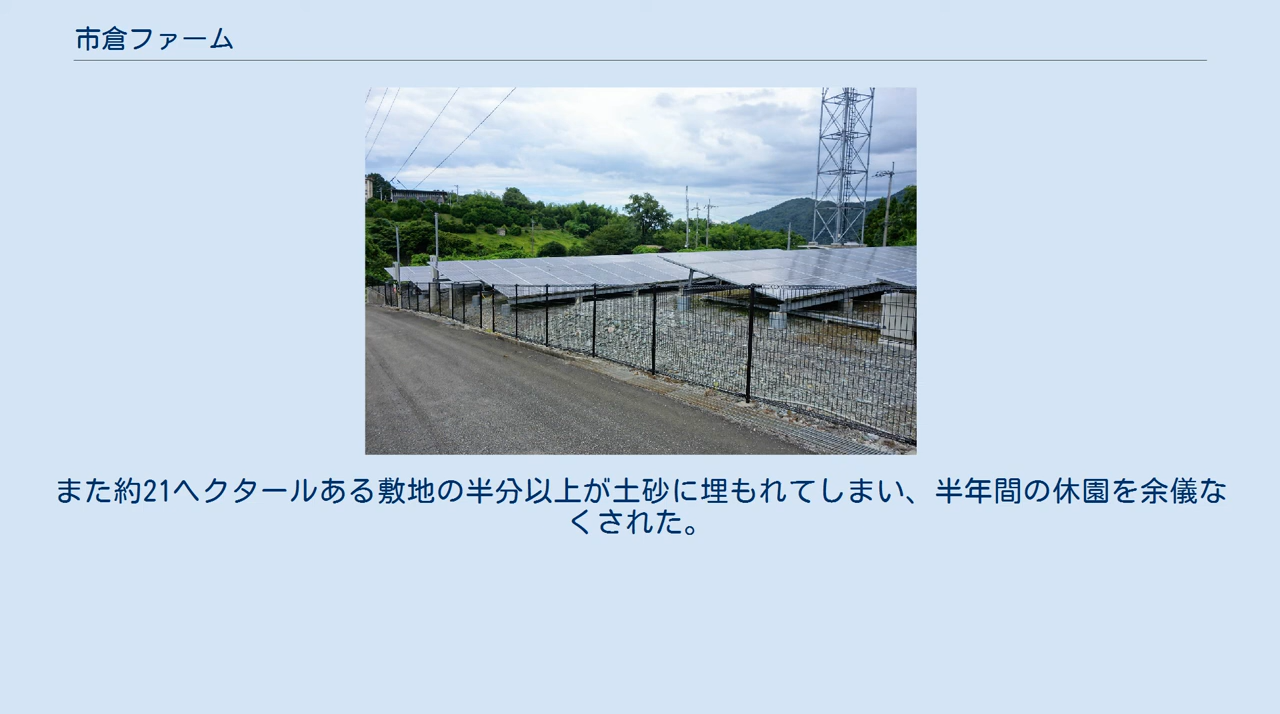 市倉ファーム
また約21ヘクタールある敷地の半分以上が土砂に埋もれてしまい、半年間の休園を余儀な
くされた。